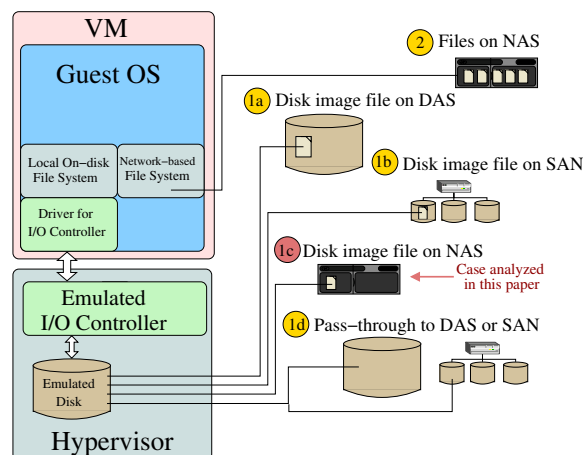 VM
Guest OS
Local On-disk
File System
Network-based
File System
Driver for
I/O Controller
Emulated
I/O Controller
Emulated
Disk
Hypervisor
2 Files on NAS
1a Disk image file on DAS
1b Disk image file on SAN
1c Disk image file on NAS
Case analyzed
in this paper
1d Pass-through to DAS or SAN